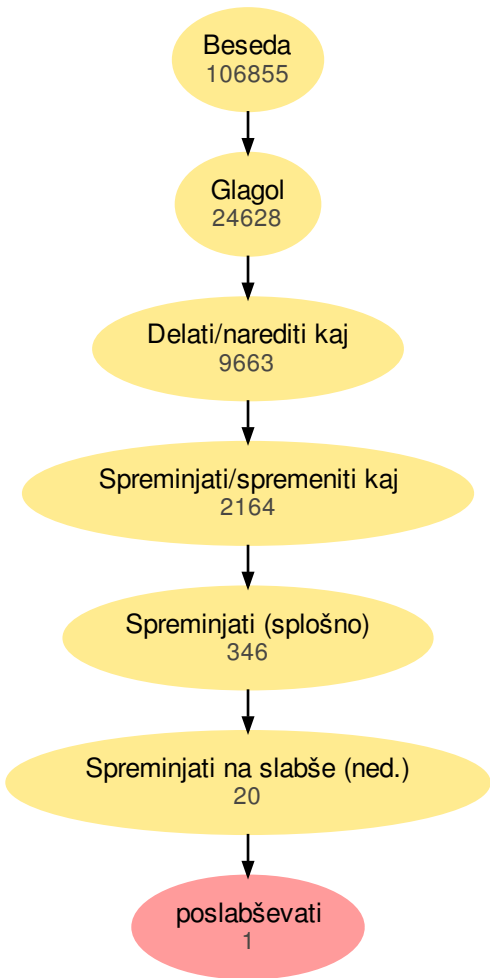 Beseda
106855
Glagol
24628
Delati/narediti kaj
9663
Spreminjati/spremeniti kaj
2164
Spreminjati (splošno)
346
Spreminjati na slabše (ned.)
20
poslabševati
1